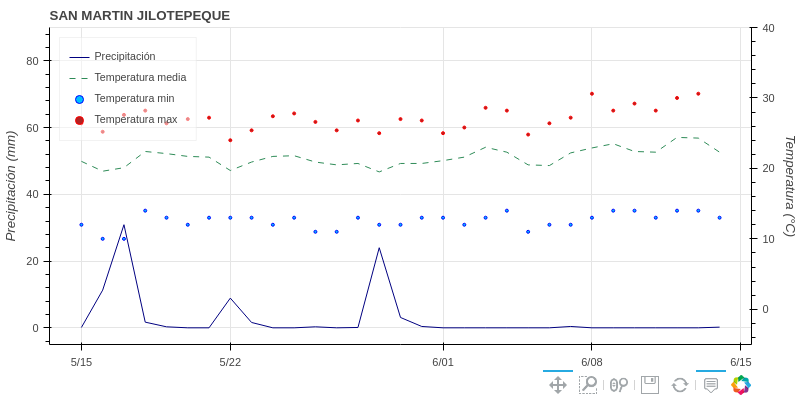 SAN MARTIN JILOTEPEQUE
Precipitación
Temperatura media
Temperatura min
Temperatura max
Precipitación (mm)
80
60
40
20
0
Temperatura (°C)
40
30
20
10
0
5/15
5/22
6/01
6/08
6/15